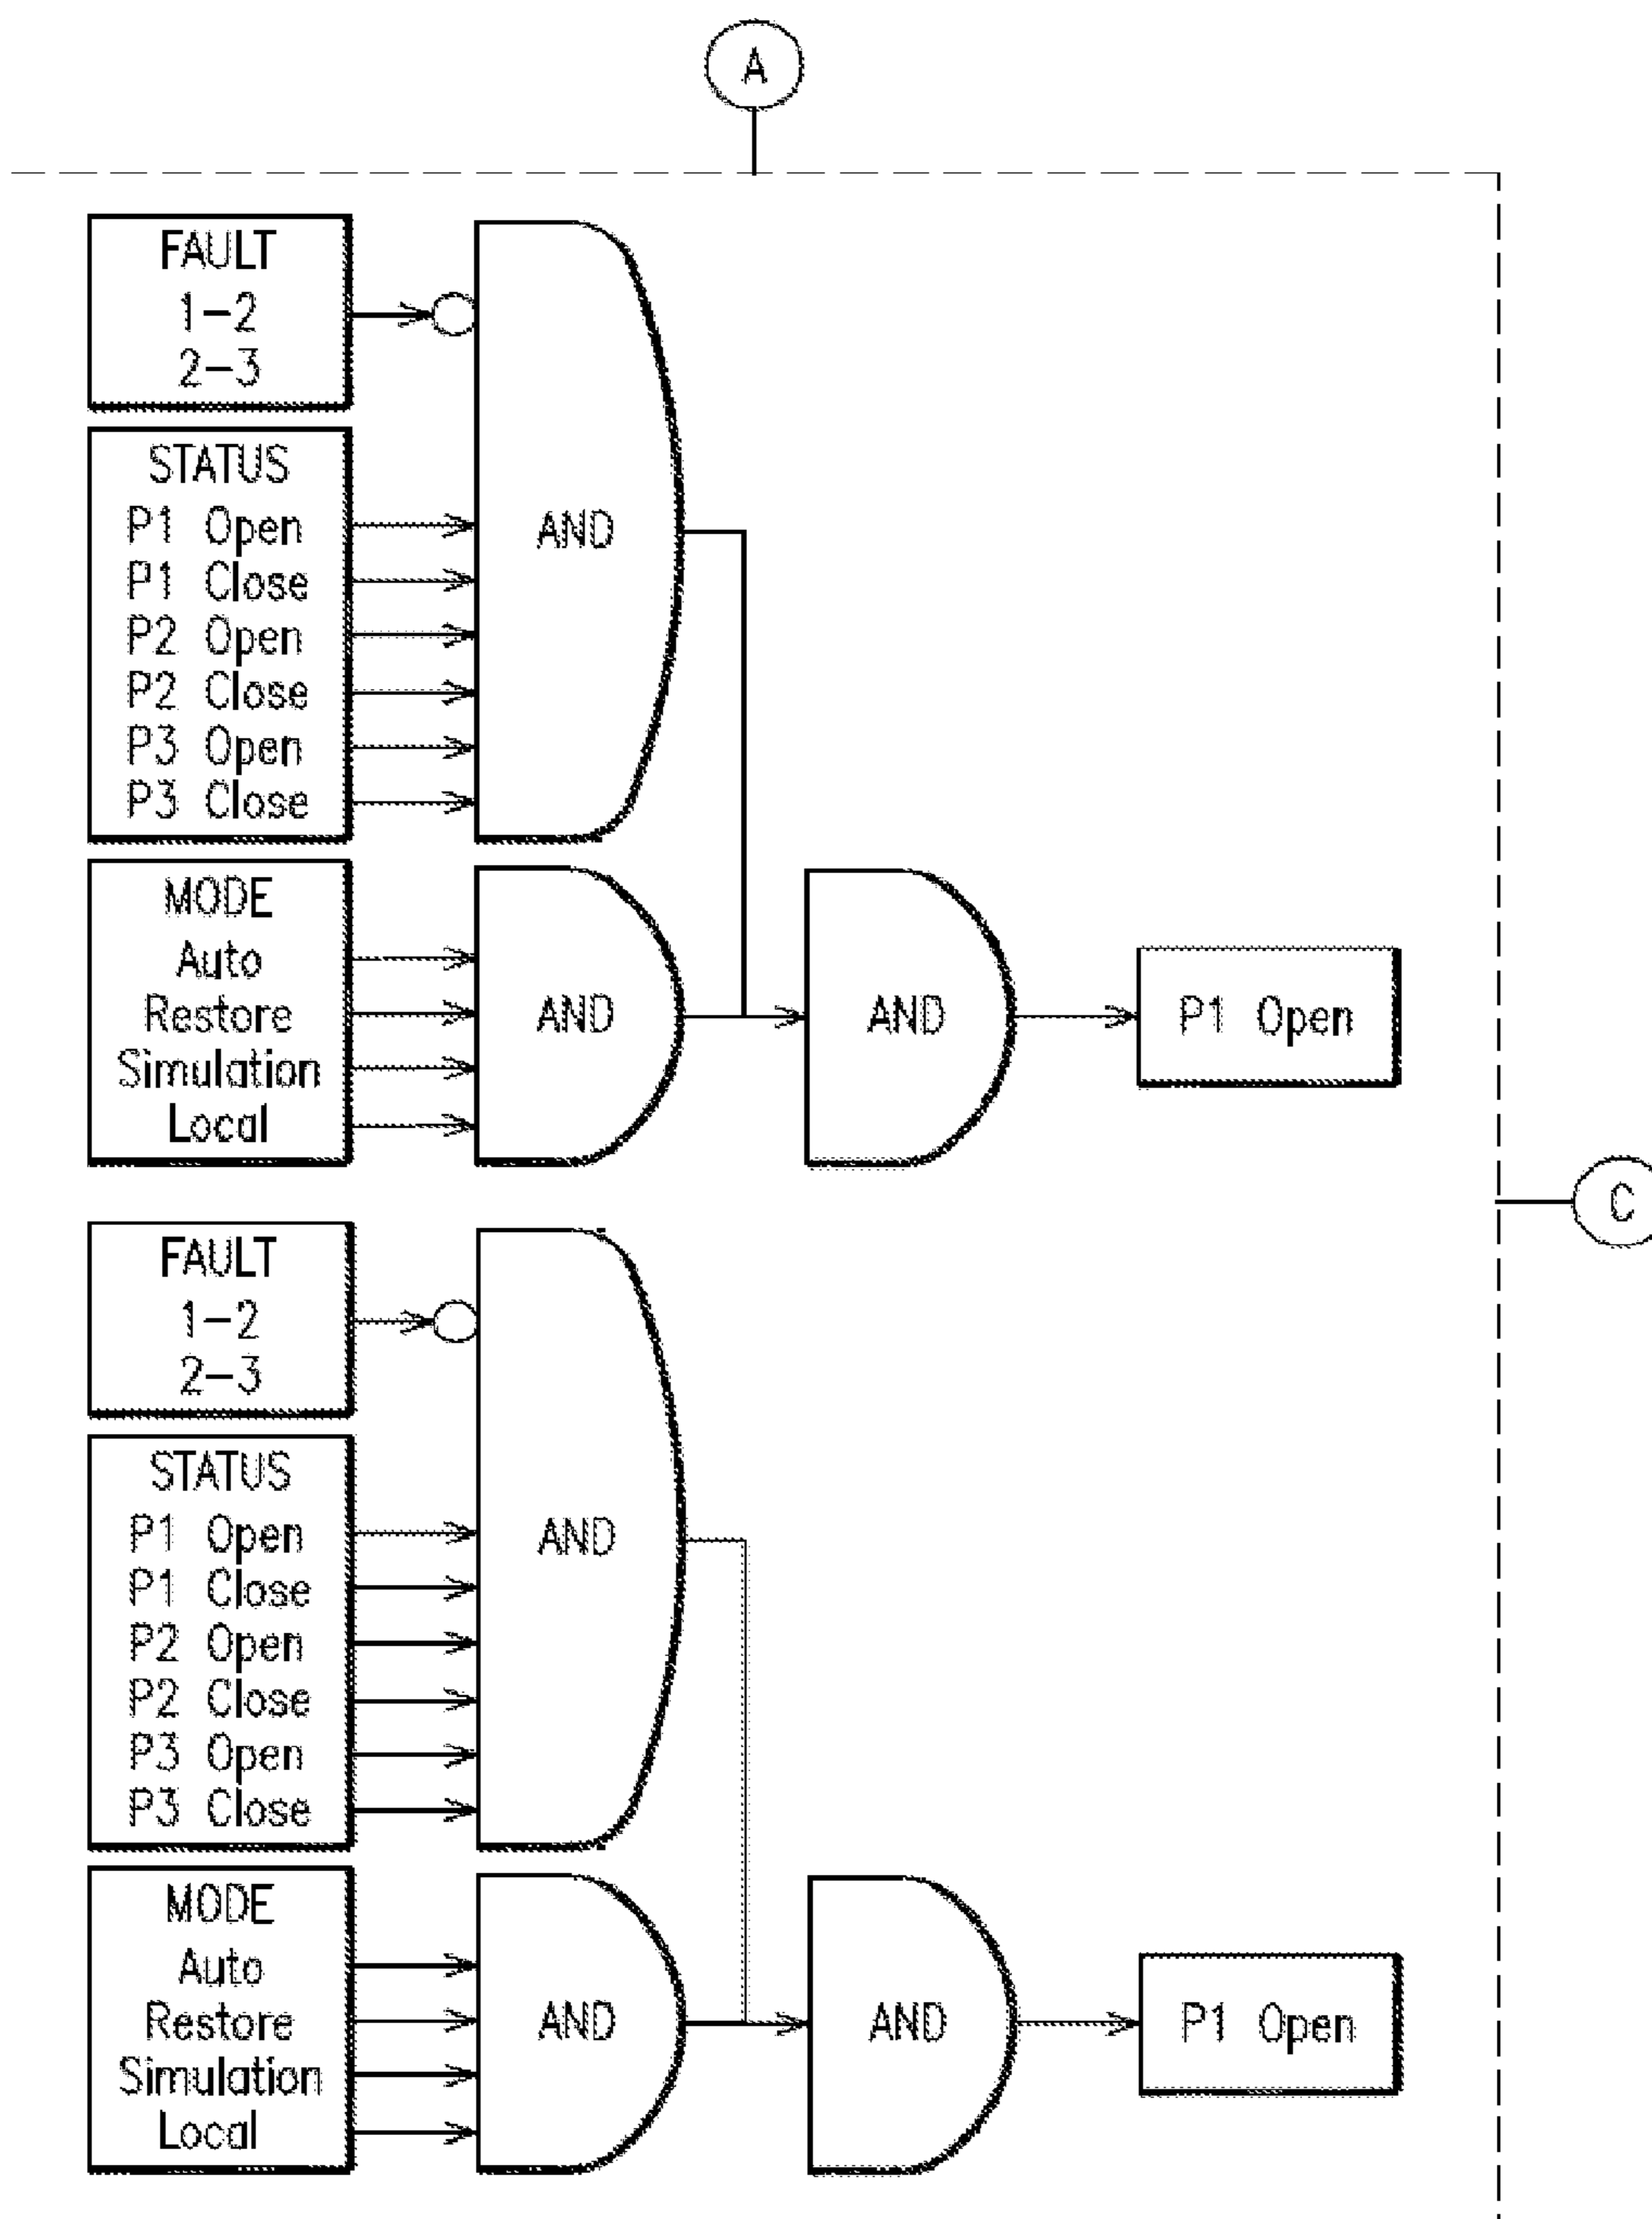 A
FAULT
1-2
2-3
STATUS
P1 Open
P1 Close
P2 Open
P2 Close
P3 Open
P3 Close
AND
MODE
Auto
Restore
Simulation
Local
AND
AND
P1 Open
C
FAULT
1-2
2-3
STATUS
P1 Open
P1 Close
P2 Open
P2 Close
P3 Open
P3 Close
AND
MODE
Auto
Restore
Simulation
Local
AND
AND
P1 Open